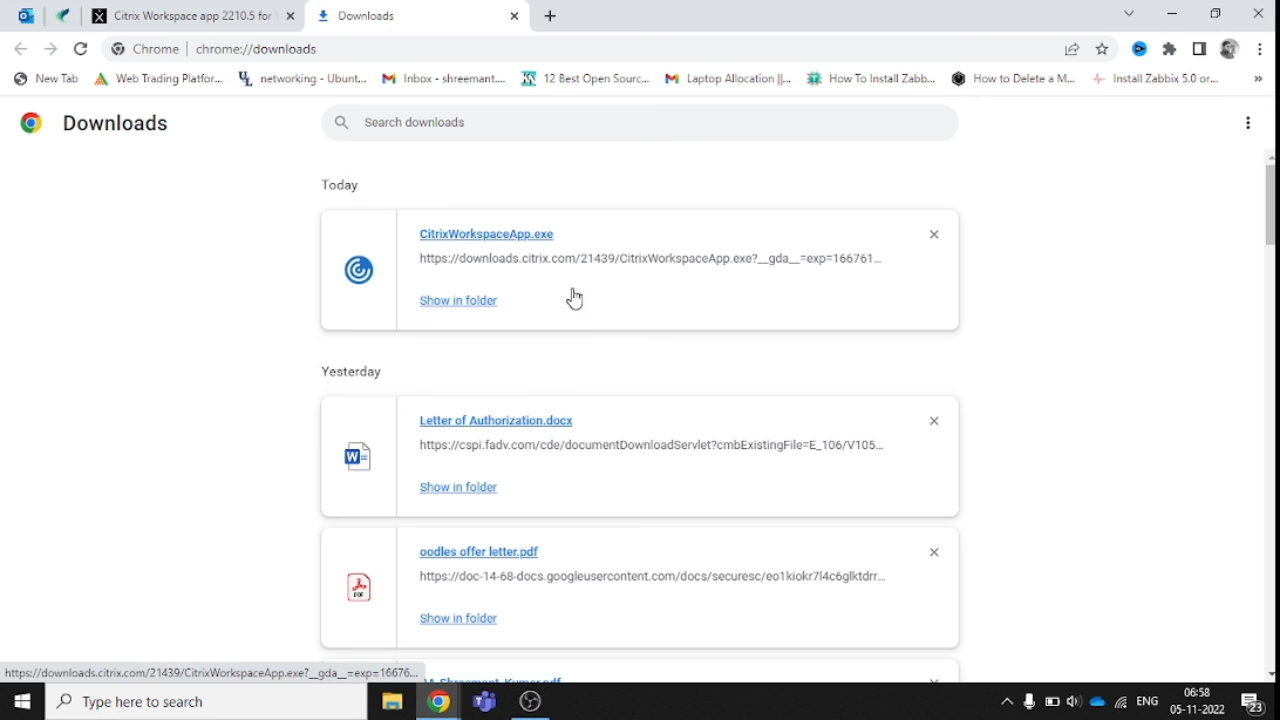 Citrix Workspace app 2210.5 for
Downloads
Chrome
chrome://downloads
New Tab
Web Trading Platfor...
networking - Ubunt...
Inbox - shreemant....
12 Best Open Sourc...
Laptop Allocation ||...
How To Install Zabb...
How to Delete a M...
Install Zabbix 5.0 or...
»
Downloads
Search downloads
Today
CitrixWorkspaceApp.exe
https://downloads.citrix.com/21439/CitrixWorkspaceApp.exe?__gda__=exp=166761...
Show in folder
Yesterday
Letter of Authorization.docx
https://cspi.fadv.com/cde/documentDownloadServlet?cmbExistingFile=E_106/V105...
Show in folder
oodles offer letter.pdf
PDF
https://doc-14-68-docs.googleusercontent.com/docs/securesc/eo1kiokr7l4c6glktdrr...
Show in folder
https://downloads.citrix.com/21439/CitrixWorkspaceApp.exe?__gda__=exp=16676...
Type here to search
ENG
06:58
05-11-2022
23